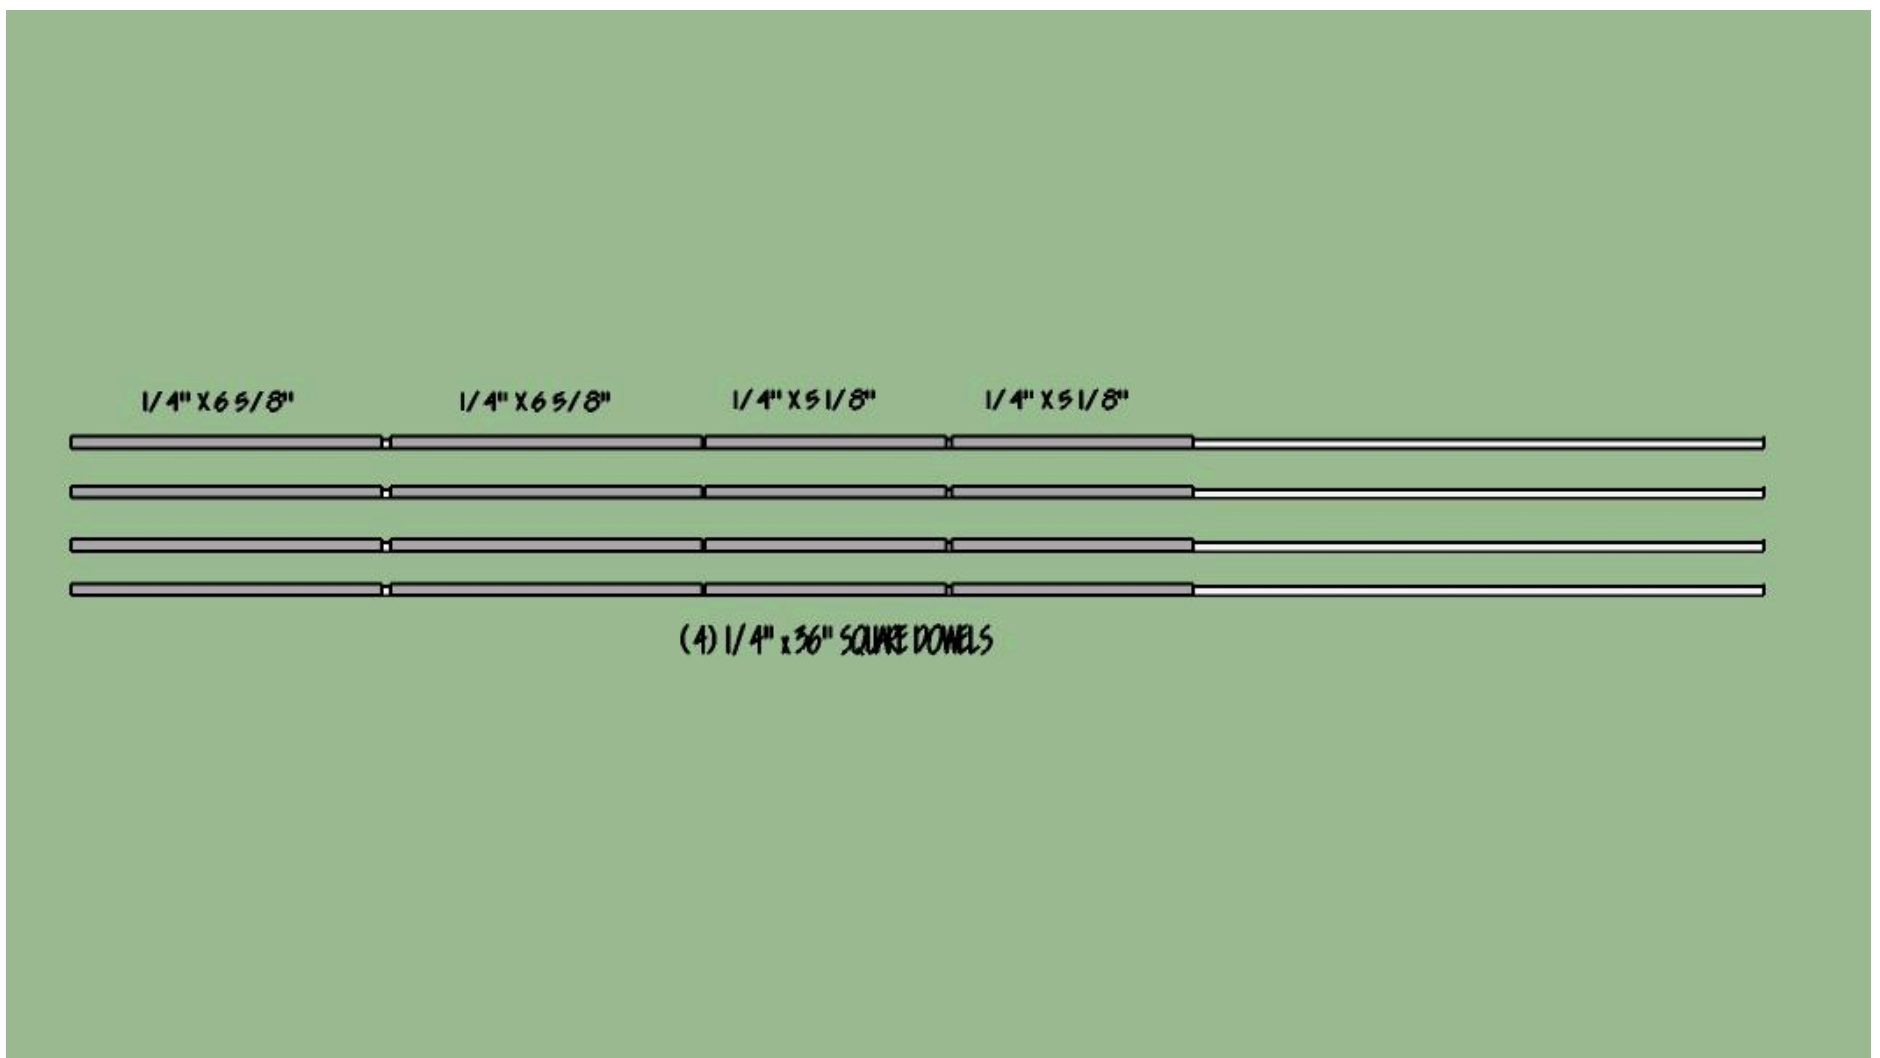 1/4" X 6 5/8"
1/4" X 6 5/8"
1/4" X 5 1/8"
1/4" X 5 1/8"
(4) 1/4" x 36" SQUARE DOWELS